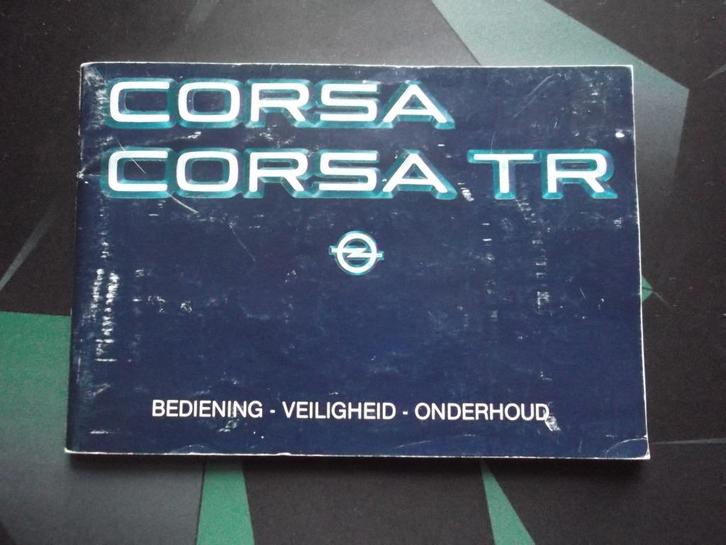 CORSA
CORSA TR
BEDIENING - VEILIGHEID - ONDERHOUD